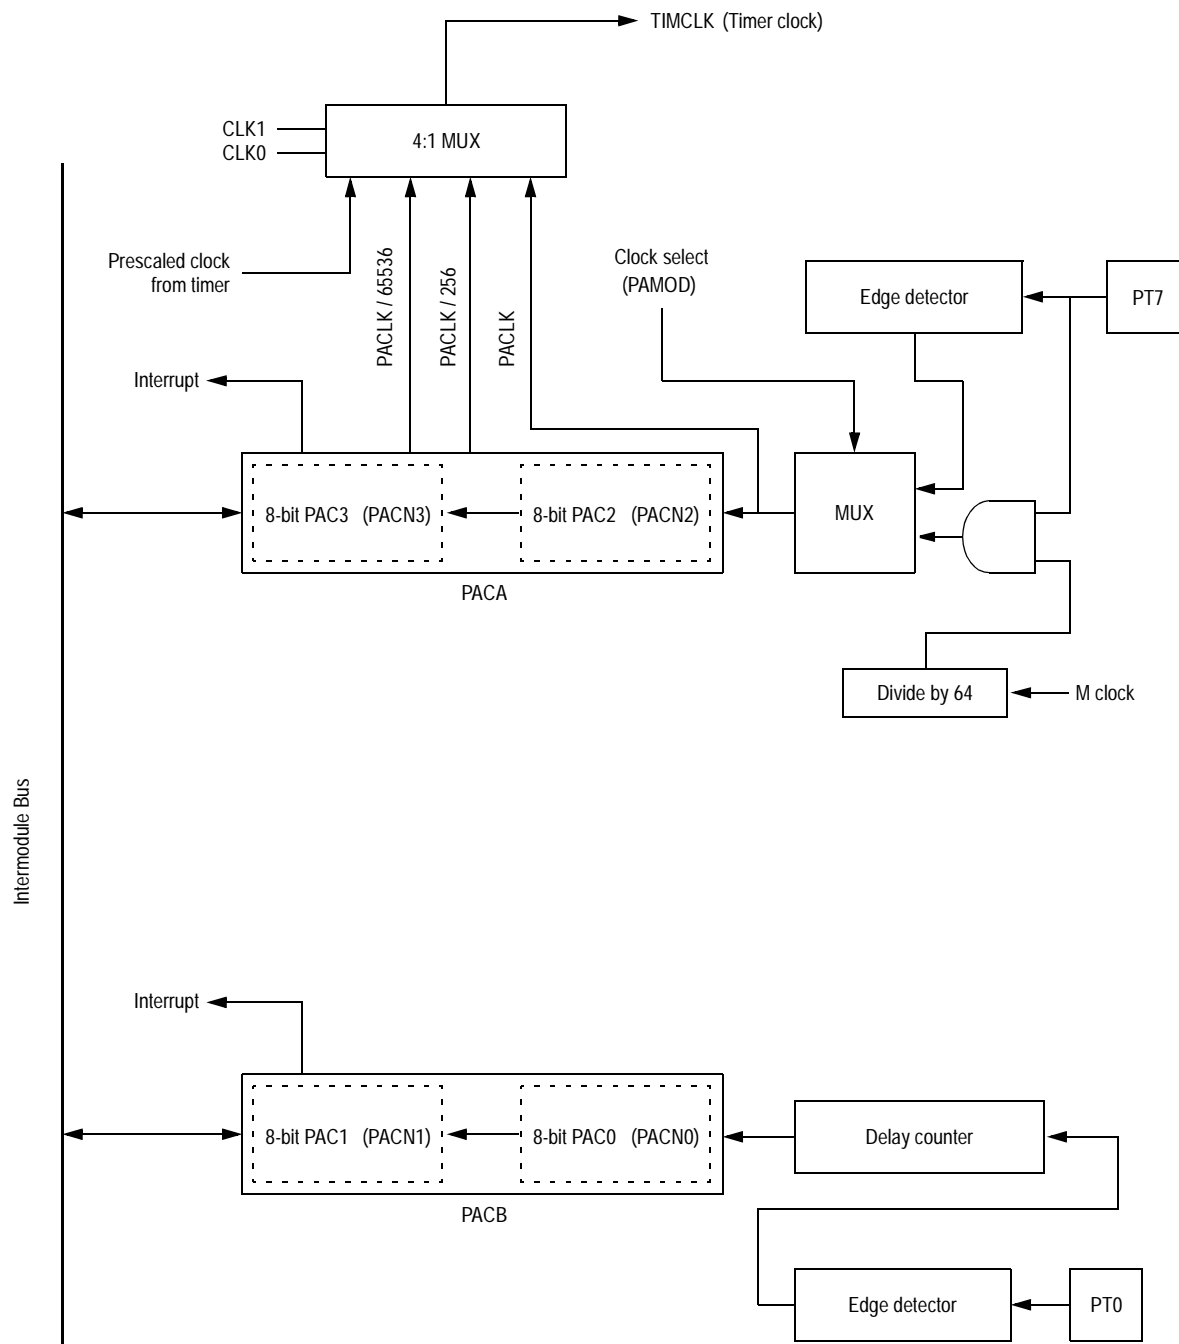 TIMCLK (Timer clock)
CLK1
CLK0
4:1 MUX
Prescaled clock
from timer
PACLK / 65536
PACLK / 256
PACLK
Clock select
(PAMOD)
Edge detector
PT7
Interrupt
8-bit PAC3 (PACN3)
8-bit PAC2 (PACN2)
MUX
PACA
Divide by 64
M clock
Intermodule Bus
Interrupt
8-bit PAC1 (PACN1)
8-bit PAC0 (PACN0)
Delay counter
PACB
Edge detector
PT0